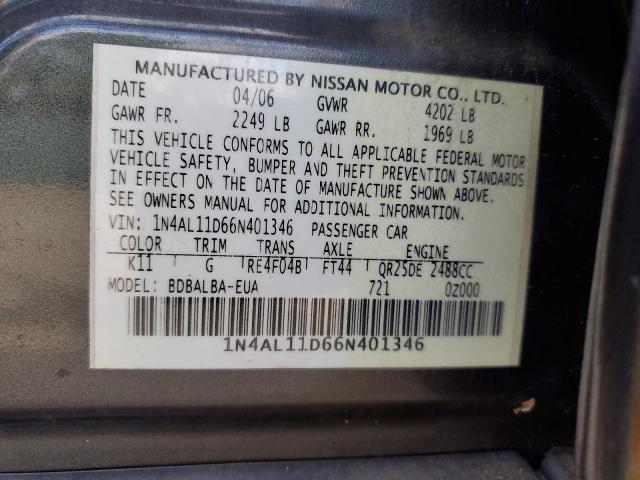 MANUFACTURED BY NISSAN MOTOR CO., LTD.
DATE 04/06 GVWR 4202 LB
GAWR FR. 2249 LB GAWR RR. 1969 LB
THIS VEHICLE CONFORMS TO ALL APPLICABLE FEDERAL MOTOR
VEHICLE SAFETY, BUMPER AND THEFT PREVENTION STANDARDS
IN EFFECT ON THE DATE OF MANUFACTURE SHOWN ABOVE.
SEE OWNERS MANUAL FOR ADDITIONAL INFORMATION.
VIN: 1N4AL11D66N401346 PASSENGER CAR
COLOR TRIM TRANS AXLE ENGINE
K11 G RE4F04B FT44 QR25DE 2488CC
MODEL: BDBALBA-EUA 721 0Z000
1N4AL11D66N401346